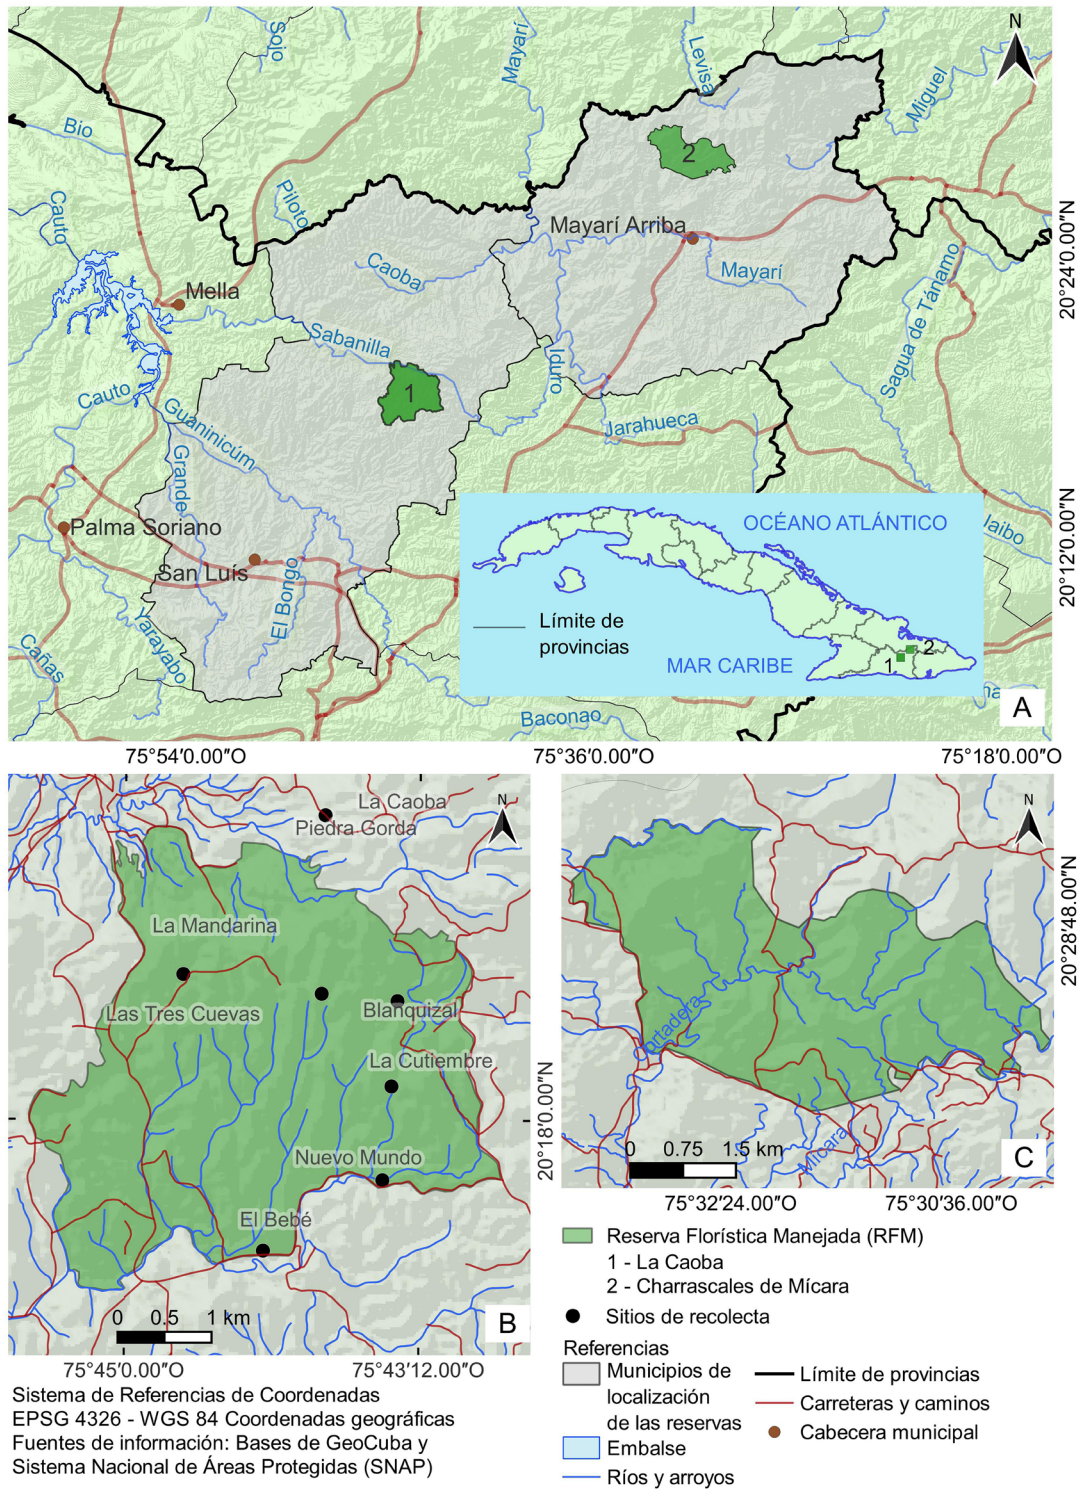 Sojo
Mayarí
Levisa
Miguel
N
Bio
2
Cauto
Piloto
Mayarí Arriba
Caoba
Mayarí
Sagua de Tánamo
20°24'0.00"N
Mella
Sabanilla
Iduro
1
Cauto
Guaninicúm
Jarahueca
Grande
Palma Soriano
San Luís
El Bongo
Yarayabo
Cañas
Baconao
Jaibo
20°12'0.00"N
OCÉANO ATLÁNTICO
Límite de
provincias
MAR CARIBE
1
2
na
A
75°54'0.00"O
75°36'0.00"O
75°18'0.00"O
La Caoba
Piedra Gorda
N
La Mandarina
Las Tres Cuevas
Blanquizal
La Cutiembre
Nuevo Mundo
El Bebé
0 0.5 1 km
B
20°18'0.00"N
75°45'0.00"O
75°43'12.00"O
N
Cortadera
Mícara
0 0.75 1.5 km
C
20°28'48.00"N
75°32'24.00"O
75°30'36.00"O
Sistema de Referencias de Coordenadas
EPSG 4326 - WGS 84 Coordenadas geográficas
Fuentes de información: Bases de GeoCuba y
Sistema Nacional de Áreas Protegidas (SNAP)
Reserva Florística Manejada (RFM)
1 - La Caoba
2 - Charrascales de Mícara
Sitios de recolecta
Referencias
Municipios de
localización
de las reservas
Embalse
Ríos y arroyos
Límite de provincias
Carreteras y caminos
Cabecera municipal